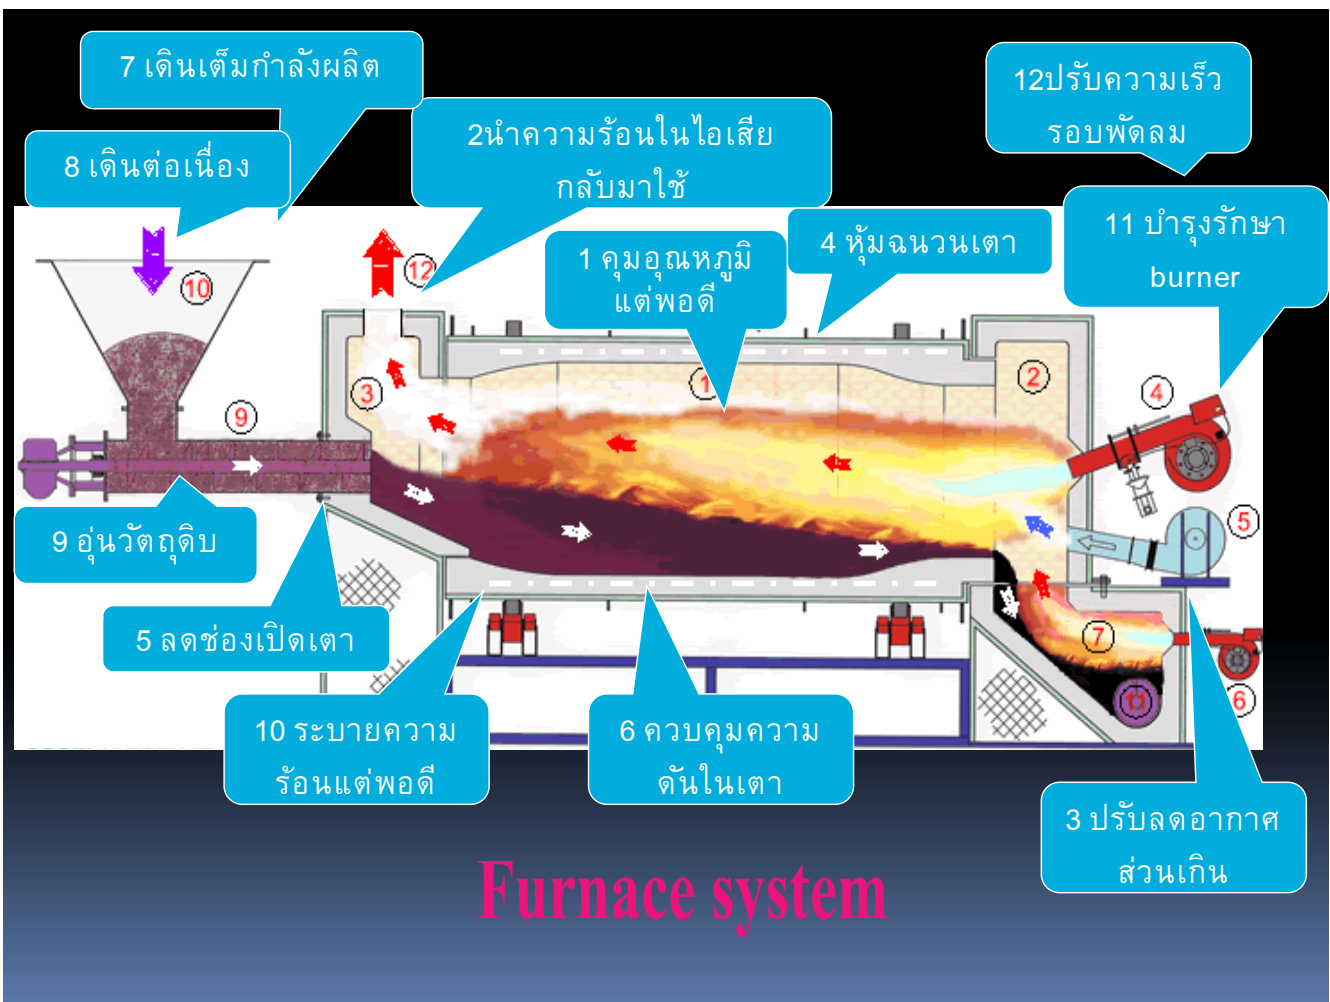 7 เดินเต็มกำลังผลิต
12ปรับความเร็ว
รอบพัดลม
2นำความร้อนในไอเสีย
กลับมาใช้
8 เดินต่อเนื่อง
11 บำรุงรักษา
burner
4 หุ้มฉนวนเตา
1 คุมอุณหภูมิ
แต่พอดี
12
10
1
2
3
4
9
5
9 อุ่นวัตถุดิบ
7
5 ลดช่องเปิดเตา
11
6
10 ระบายความ
ร้อนแต่พอดี
6 ควบคุมความ
ดันในเตา
3 ปรับลดอากาศ
ส่วนเกิน
Furnace system